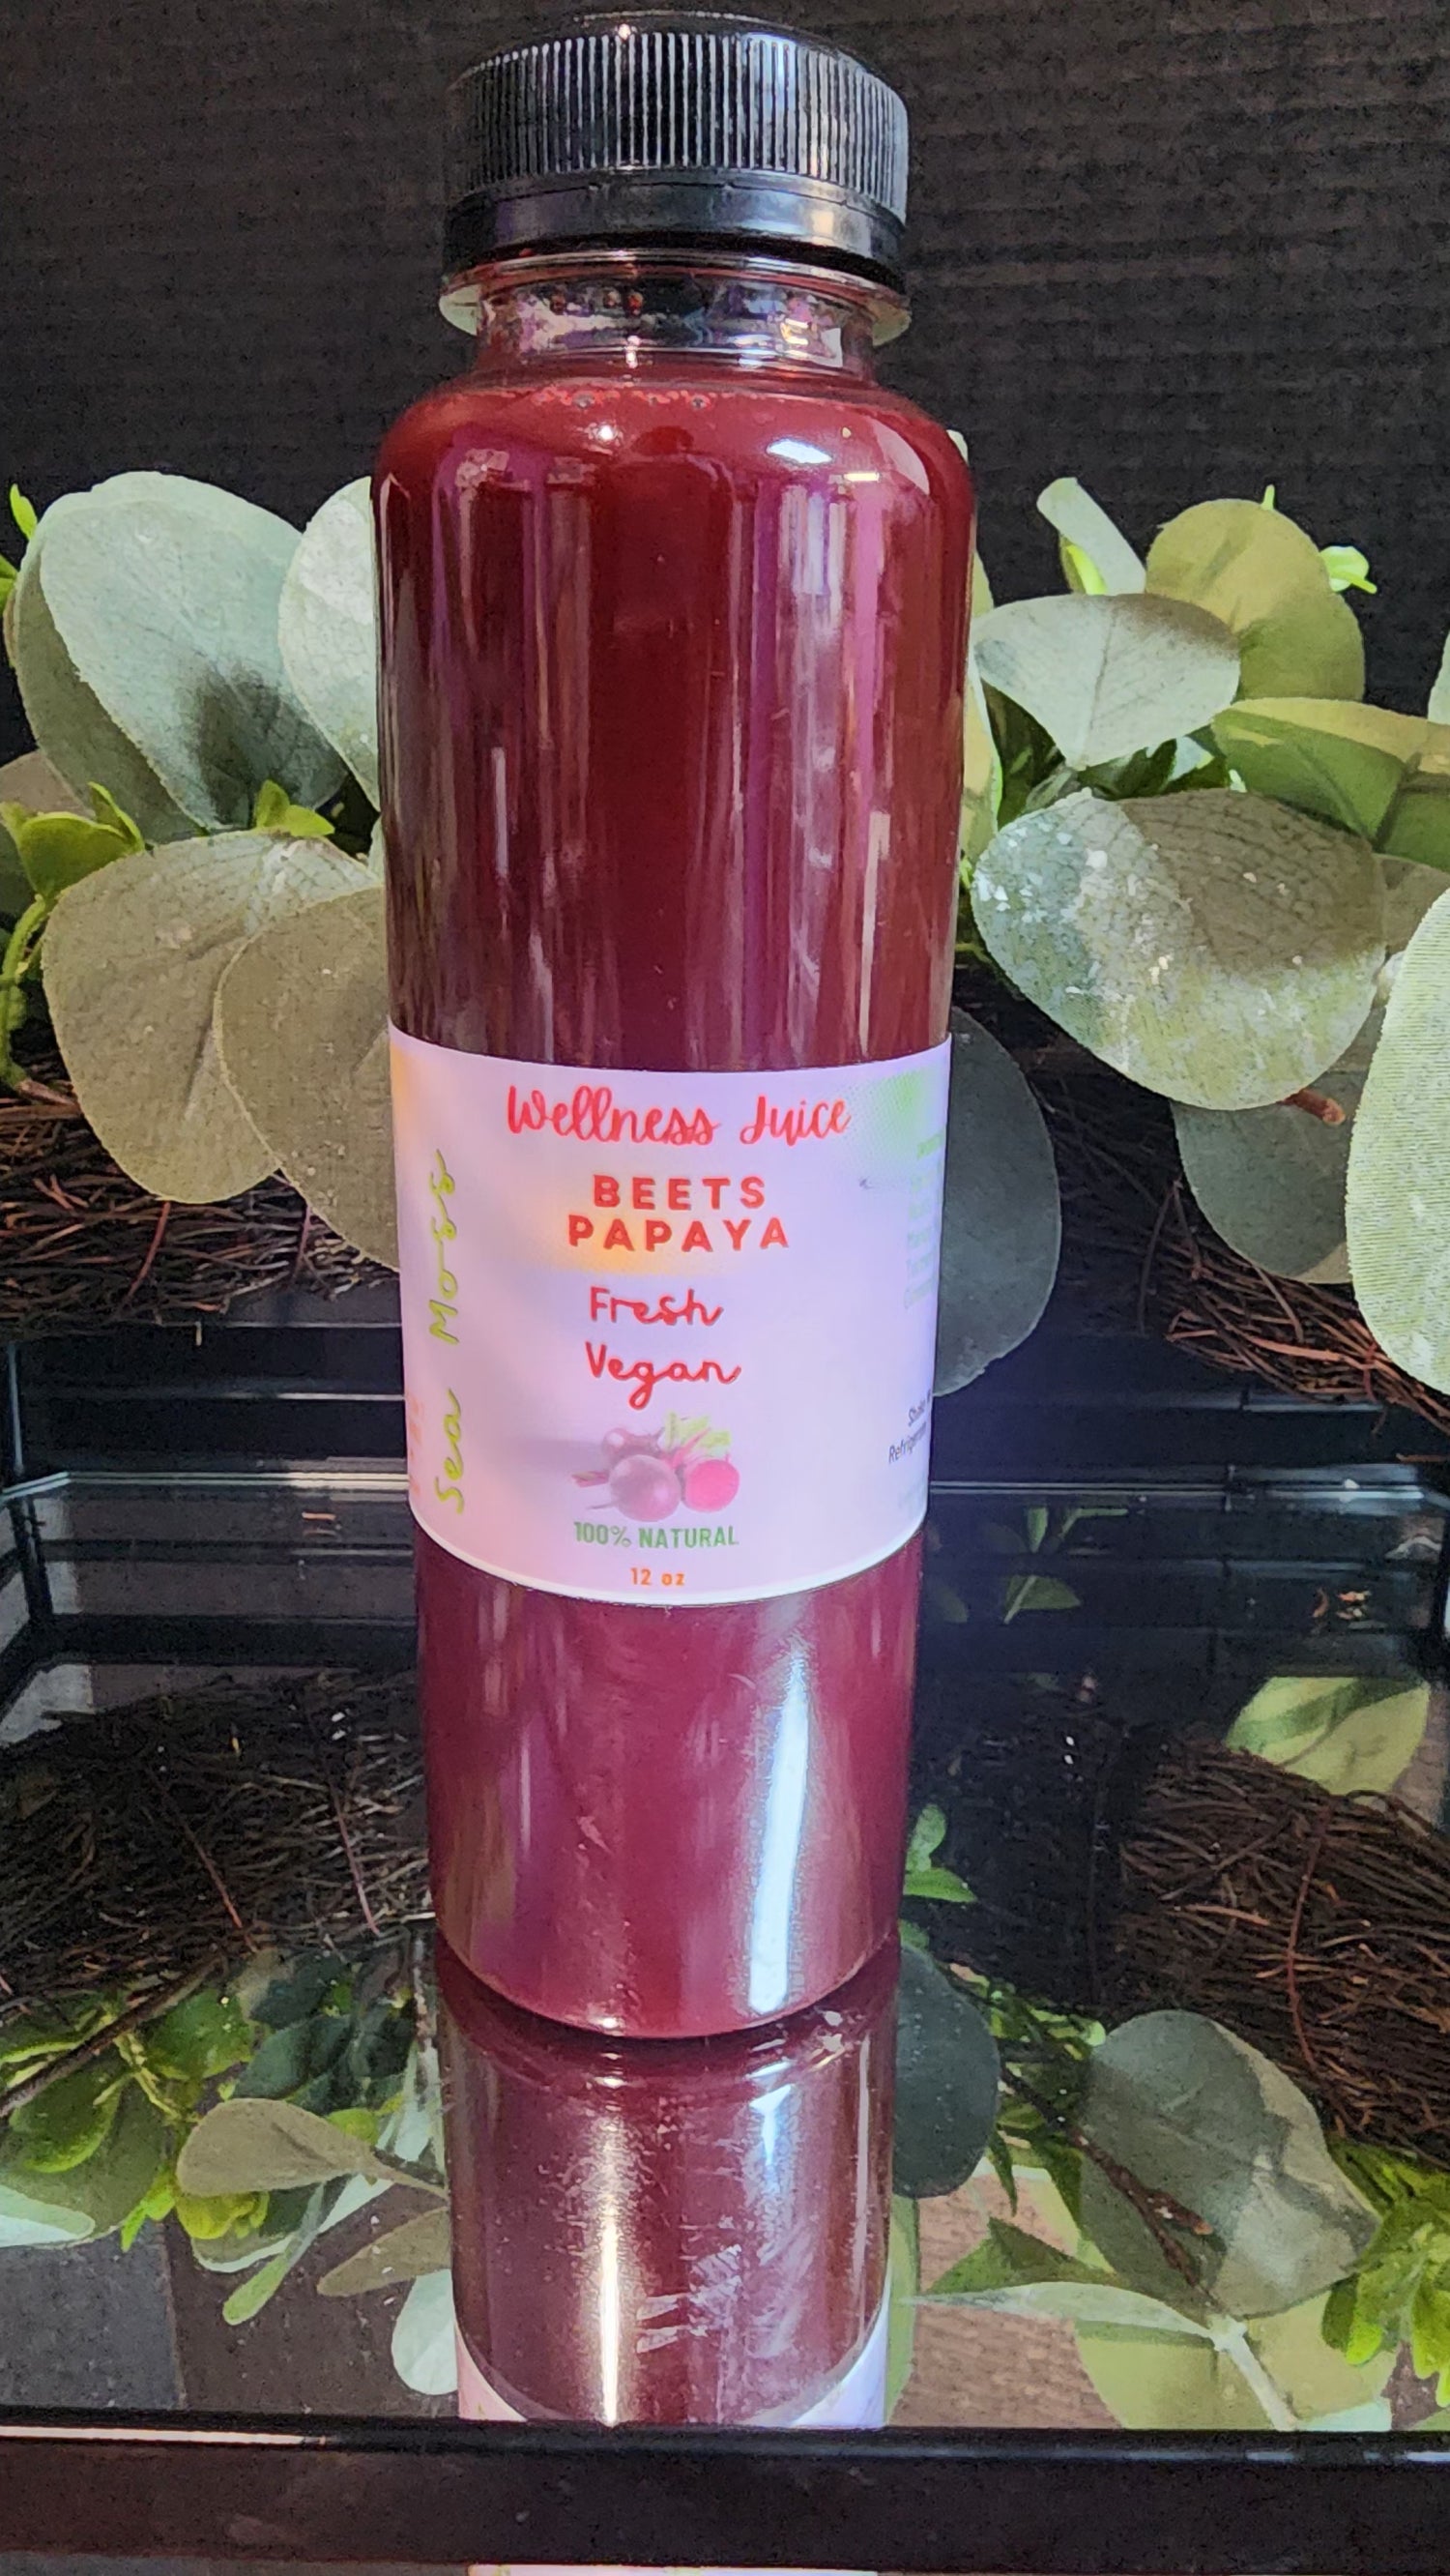 Wellness Juice
BEETS
PAPAYA
Fresh
Vegan
100% NATURAL
12 oz
Sea Moss